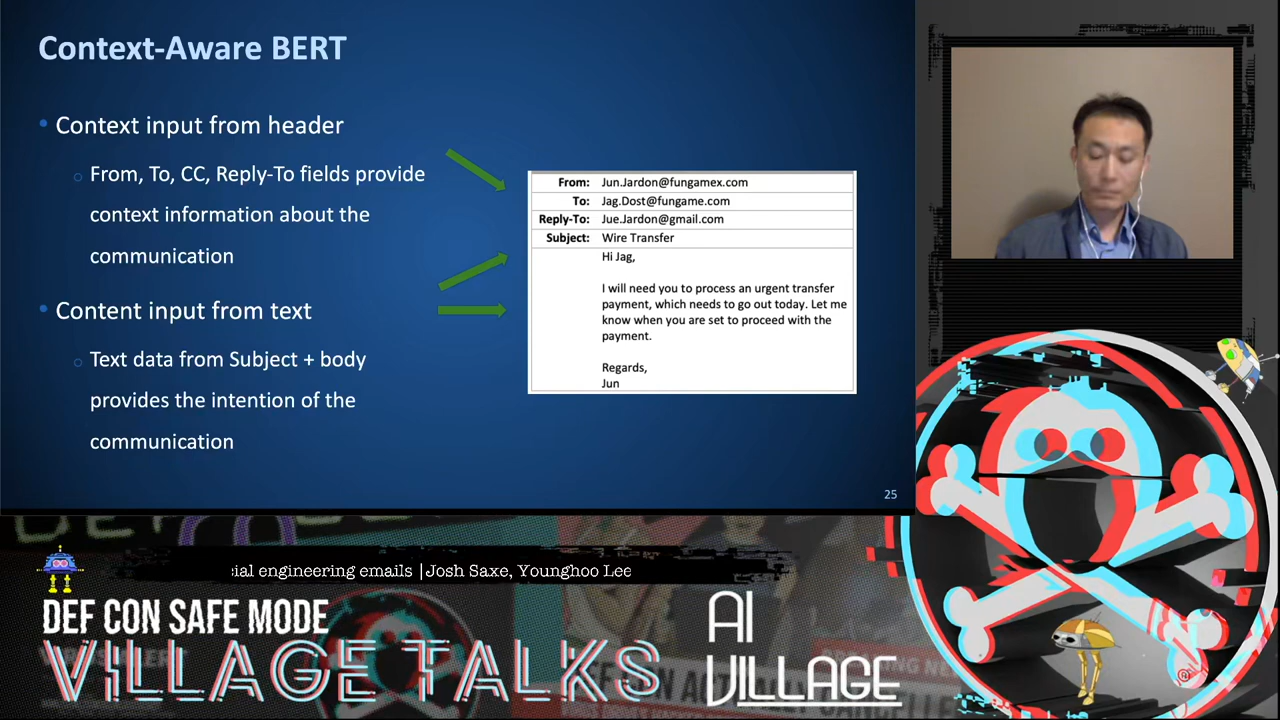 Context-Aware BERT
• Context input from header
o From, To, CC, Reply-To fields provide
context information about the
communication
• Content input from text
o Text data from Subject + body
provides the intention of the
communication
From: Jun.Jardon@fungamex.com
To: Jag.Dost@fungame.com
Reply-To: Jue.Jardon@gmail.com
Subject: Wire Transfer
Hi Jag,
I will need you to process an urgent transfer
payment, which needs to go out today. Let me
know when you are set to proceed with the
payment.
Regards,
Jun
25
ial engineering emails | Josh Saxe, Younghoo Lee
DEF CON SAFE MODE
VILLAGE TALKS
AI
VILLAGE
®